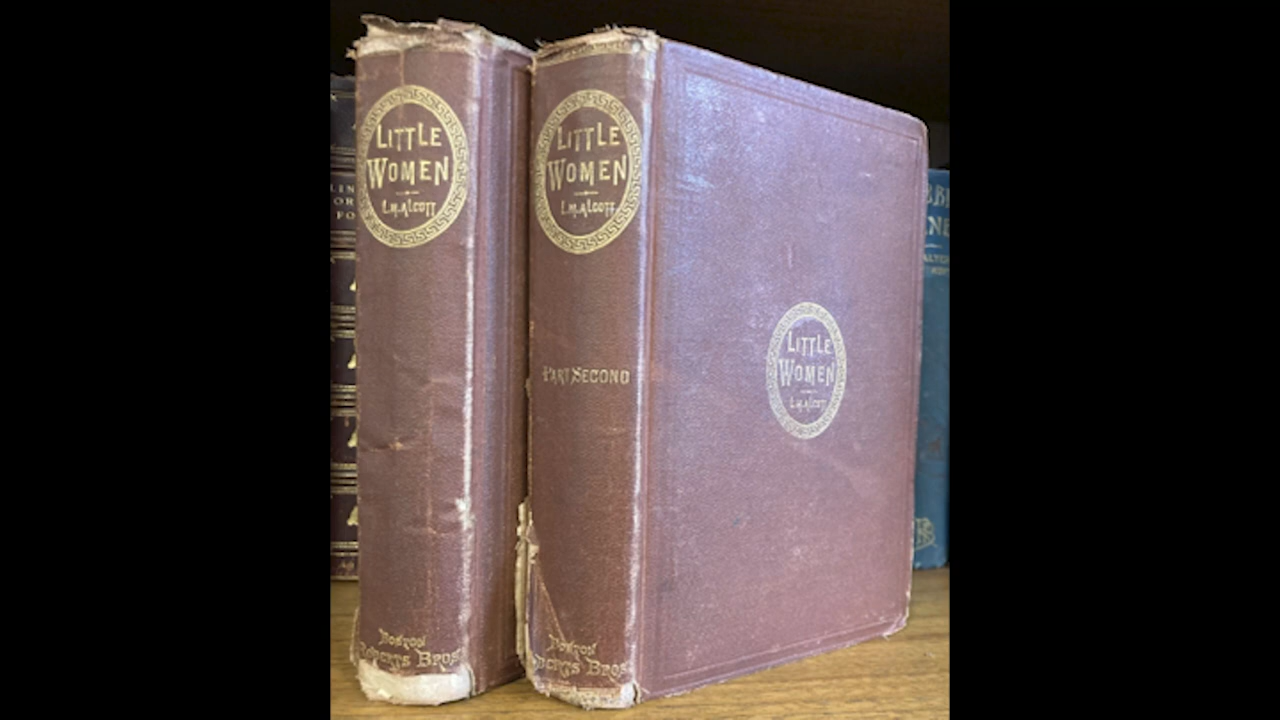 LITTLE
WOMEN
L.M.ALCOTT
BOSTON
ROBERTS BROS.
LITTLE
WOMEN
L.M.ALCOTT
PART SECOND
BOSTON
ROBERTS BROS.
LITTLE
WOMEN
L.M.ALCOTT